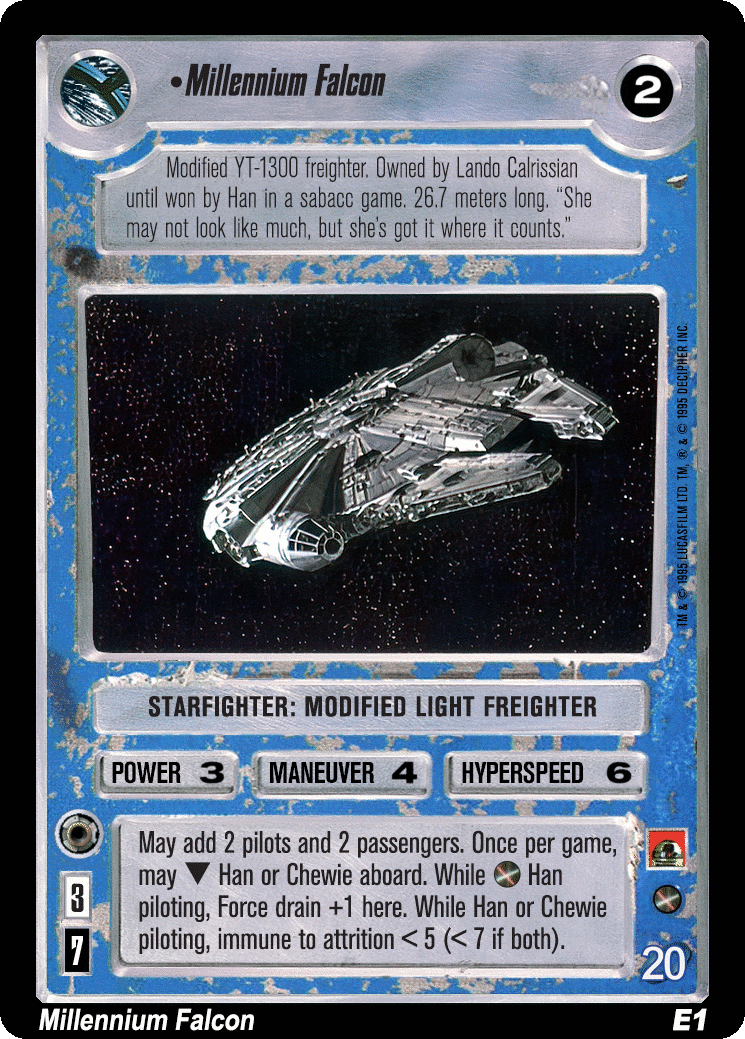 •Millennium Falcon
2
Modified YT-1300 freighter. Owned by Lando Calrissian
until won by Han in a sabacc game. 26.7 meters long. “She
may not look like much, but she's got it where it counts.”
TM & © 1995 LUCASFILM LTD. TM, ® & © 1995 DECIPHER INC.
STARFIGHTER: MODIFIED LIGHT FREIGHTER
POWER 3 MANEUVER 4 HYPERSPEED 6
May add 2 pilots and 2 passengers. Once per game,
may ▼ Han or Chewie aboard. While Han
piloting, Force drain +1 here. While Han or Chewie
piloting, immune to attrition < 5 (< 7 if both).
3
7
20
Millennium Falcon E1